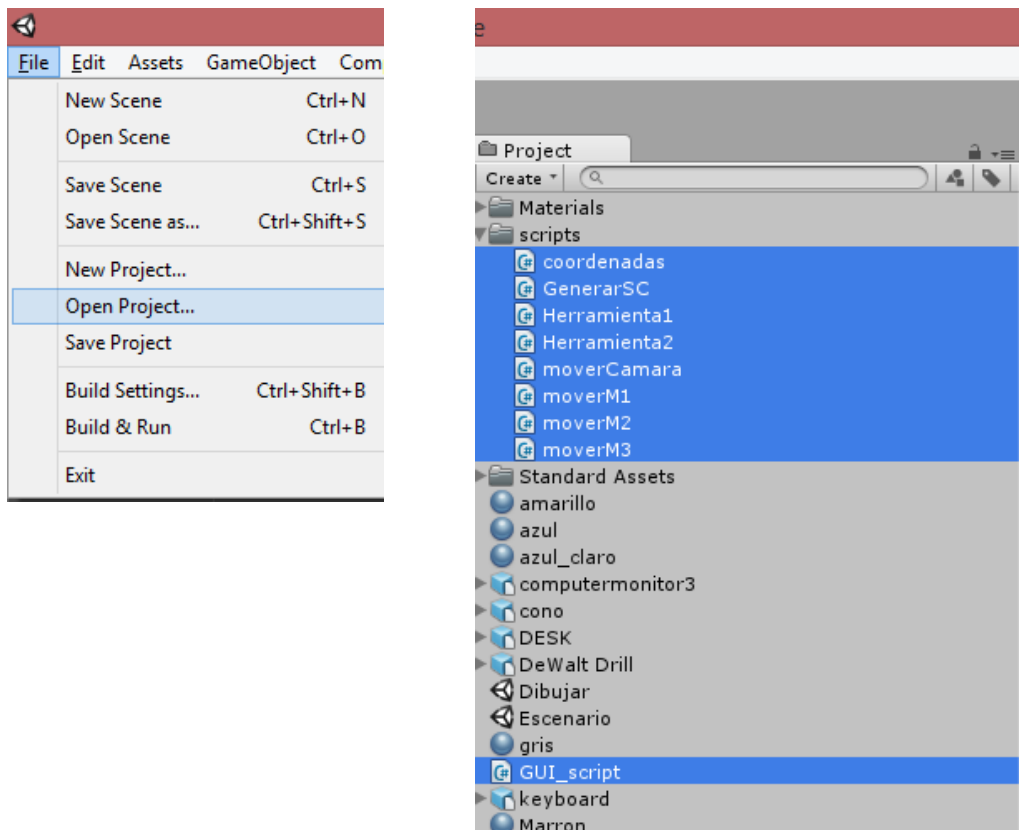 File Edit Assets GameObject Com
New Scene Ctrl+N
Open Scene Ctrl+O
Save Scene Ctrl+S
Save Scene as... Ctrl+Shift+S
New Project...
Open Project...
Save Project
Build Settings... Ctrl+Shift+B
Build & Run Ctrl+B
Exit
e
Project
Create
Materials
scripts
coordenadas
GenerarSC
Herramienta1
Herramienta2
moverCamara
moverM1
moverM2
moverM3
Standard Assets
amarillo
azul
azul_claro
computermonitor3
cono
DESK
DeWalt Drill
Dibujar
Escenario
gris
GUI_script
keyboard
Marron